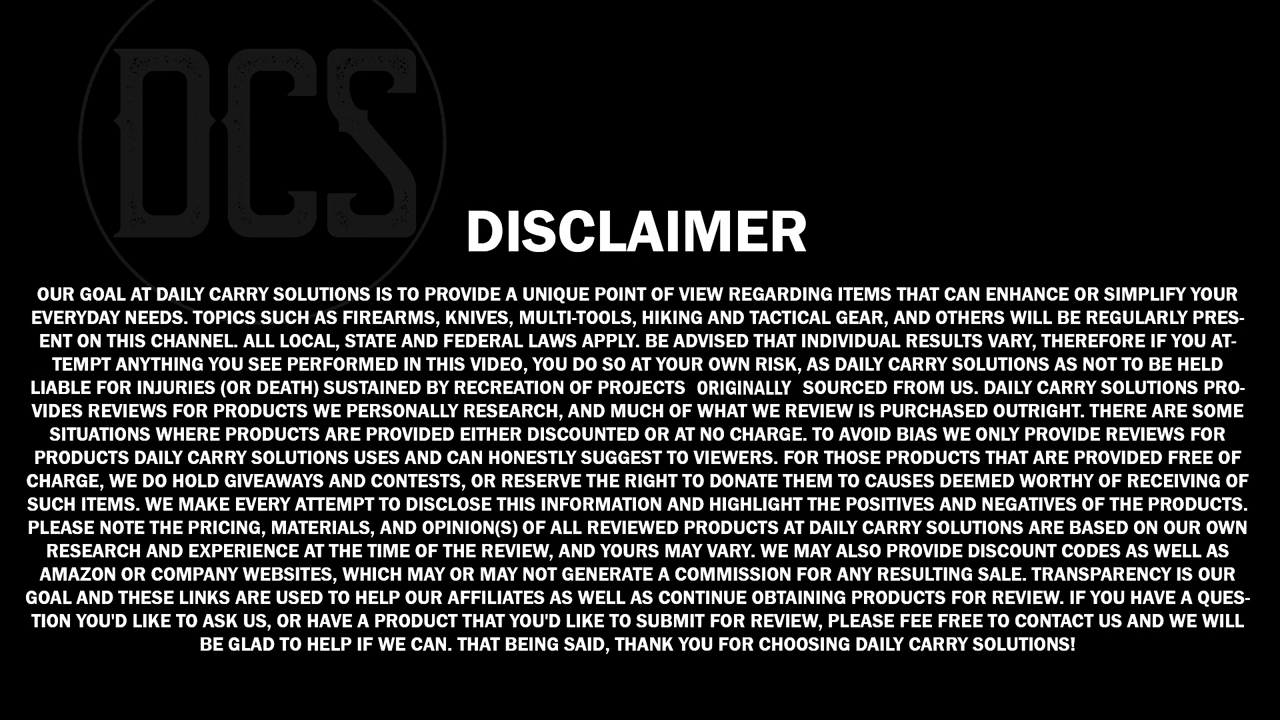 DCS
DISCLAIMER
OUR GOAL AT DAILY CARRY SOLUTIONS IS TO PROVIDE A UNIQUE POINT OF VIEW REGARDING ITEMS THAT CAN ENHANCE OR SIMPLIFY YOUR
EVERYDAY NEEDS. TOPICS SUCH AS FIREARMS, KNIVES, MULTI-TOOLS, HIKING AND TACTICAL GEAR, AND OTHERS WILL BE REGULARLY PRES-
ENT ON THIS CHANNEL. ALL LOCAL, STATE AND FEDERAL LAWS APPLY. BE ADVISED THAT INDIVIDUAL RESULTS VARY, THEREFORE IF YOU AT-
TEMPT ANYTHING YOU SEE PERFORMED IN THIS VIDEO, YOU DO SO AT YOUR OWN RISK, AS DAILY CARRY SOLUTIONS AS NOT TO BE HELD
LIABLE FOR INJURIES (OR DEATH) SUSTAINED BY RECREATION OF PROJECTS ORIGINALLY SOURCED FROM US. DAILY CARRY SOLUTIONS PRO-
VIDES REVIEWS FOR PRODUCTS WE PERSONALLY RESEARCH, AND MUCH OF WHAT WE REVIEW IS PURCHASED OUTRIGHT. THERE ARE SOME
SITUATIONS WHERE PRODUCTS ARE PROVIDED EITHER DISCOUNTED OR AT NO CHARGE. TO AVOID BIAS WE ONLY PROVIDE REVIEWS FOR
PRODUCTS DAILY CARRY SOLUTIONS USES AND CAN HONESTLY SUGGEST TO VIEWERS. FOR THOSE PRODUCTS THAT ARE PROVIDED FREE OF
CHARGE, WE DO HOLD GIVEAWAYS AND CONTESTS, OR RESERVE THE RIGHT TO DONATE THEM TO CAUSES DEEMED WORTHY OF RECEIVING OF
SUCH ITEMS. WE MAKE EVERY ATTEMPT TO DISCLOSE THIS INFORMATION AND HIGHLIGHT THE POSITIVES AND NEGATIVES OF THE PRODUCTS.
PLEASE NOTE THE PRICING, MATERIALS, AND OPINION(S) OF ALL REVIEWED PRODUCTS AT DAILY CARRY SOLUTIONS ARE BASED ON OUR OWN
RESEARCH AND EXPERIENCE AT THE TIME OF THE REVIEW, AND YOURS MAY VARY. WE MAY ALSO PROVIDE DISCOUNT CODES AS WELL AS
AMAZON OR COMPANY WEBSITES, WHICH MAY OR MAY NOT GENERATE A COMMISSION FOR ANY RESULTING SALE. TRANSPARENCY IS OUR
GOAL AND THESE LINKS ARE USED TO HELP OUR AFFILIATES AS WELL AS CONTINUE OBTAINING PRODUCTS FOR REVIEW. IF YOU HAVE A QUES-
TION YOU'D LIKE TO ASK US, OR HAVE A PRODUCT THAT YOU'D LIKE TO SUBMIT FOR REVIEW, PLEASE FEE FREE TO CONTACT US AND WE WILL
BE GLAD TO HELP IF WE CAN. THAT BEING SAID, THANK YOU FOR CHOOSING DAILY CARRY SOLUTIONS!